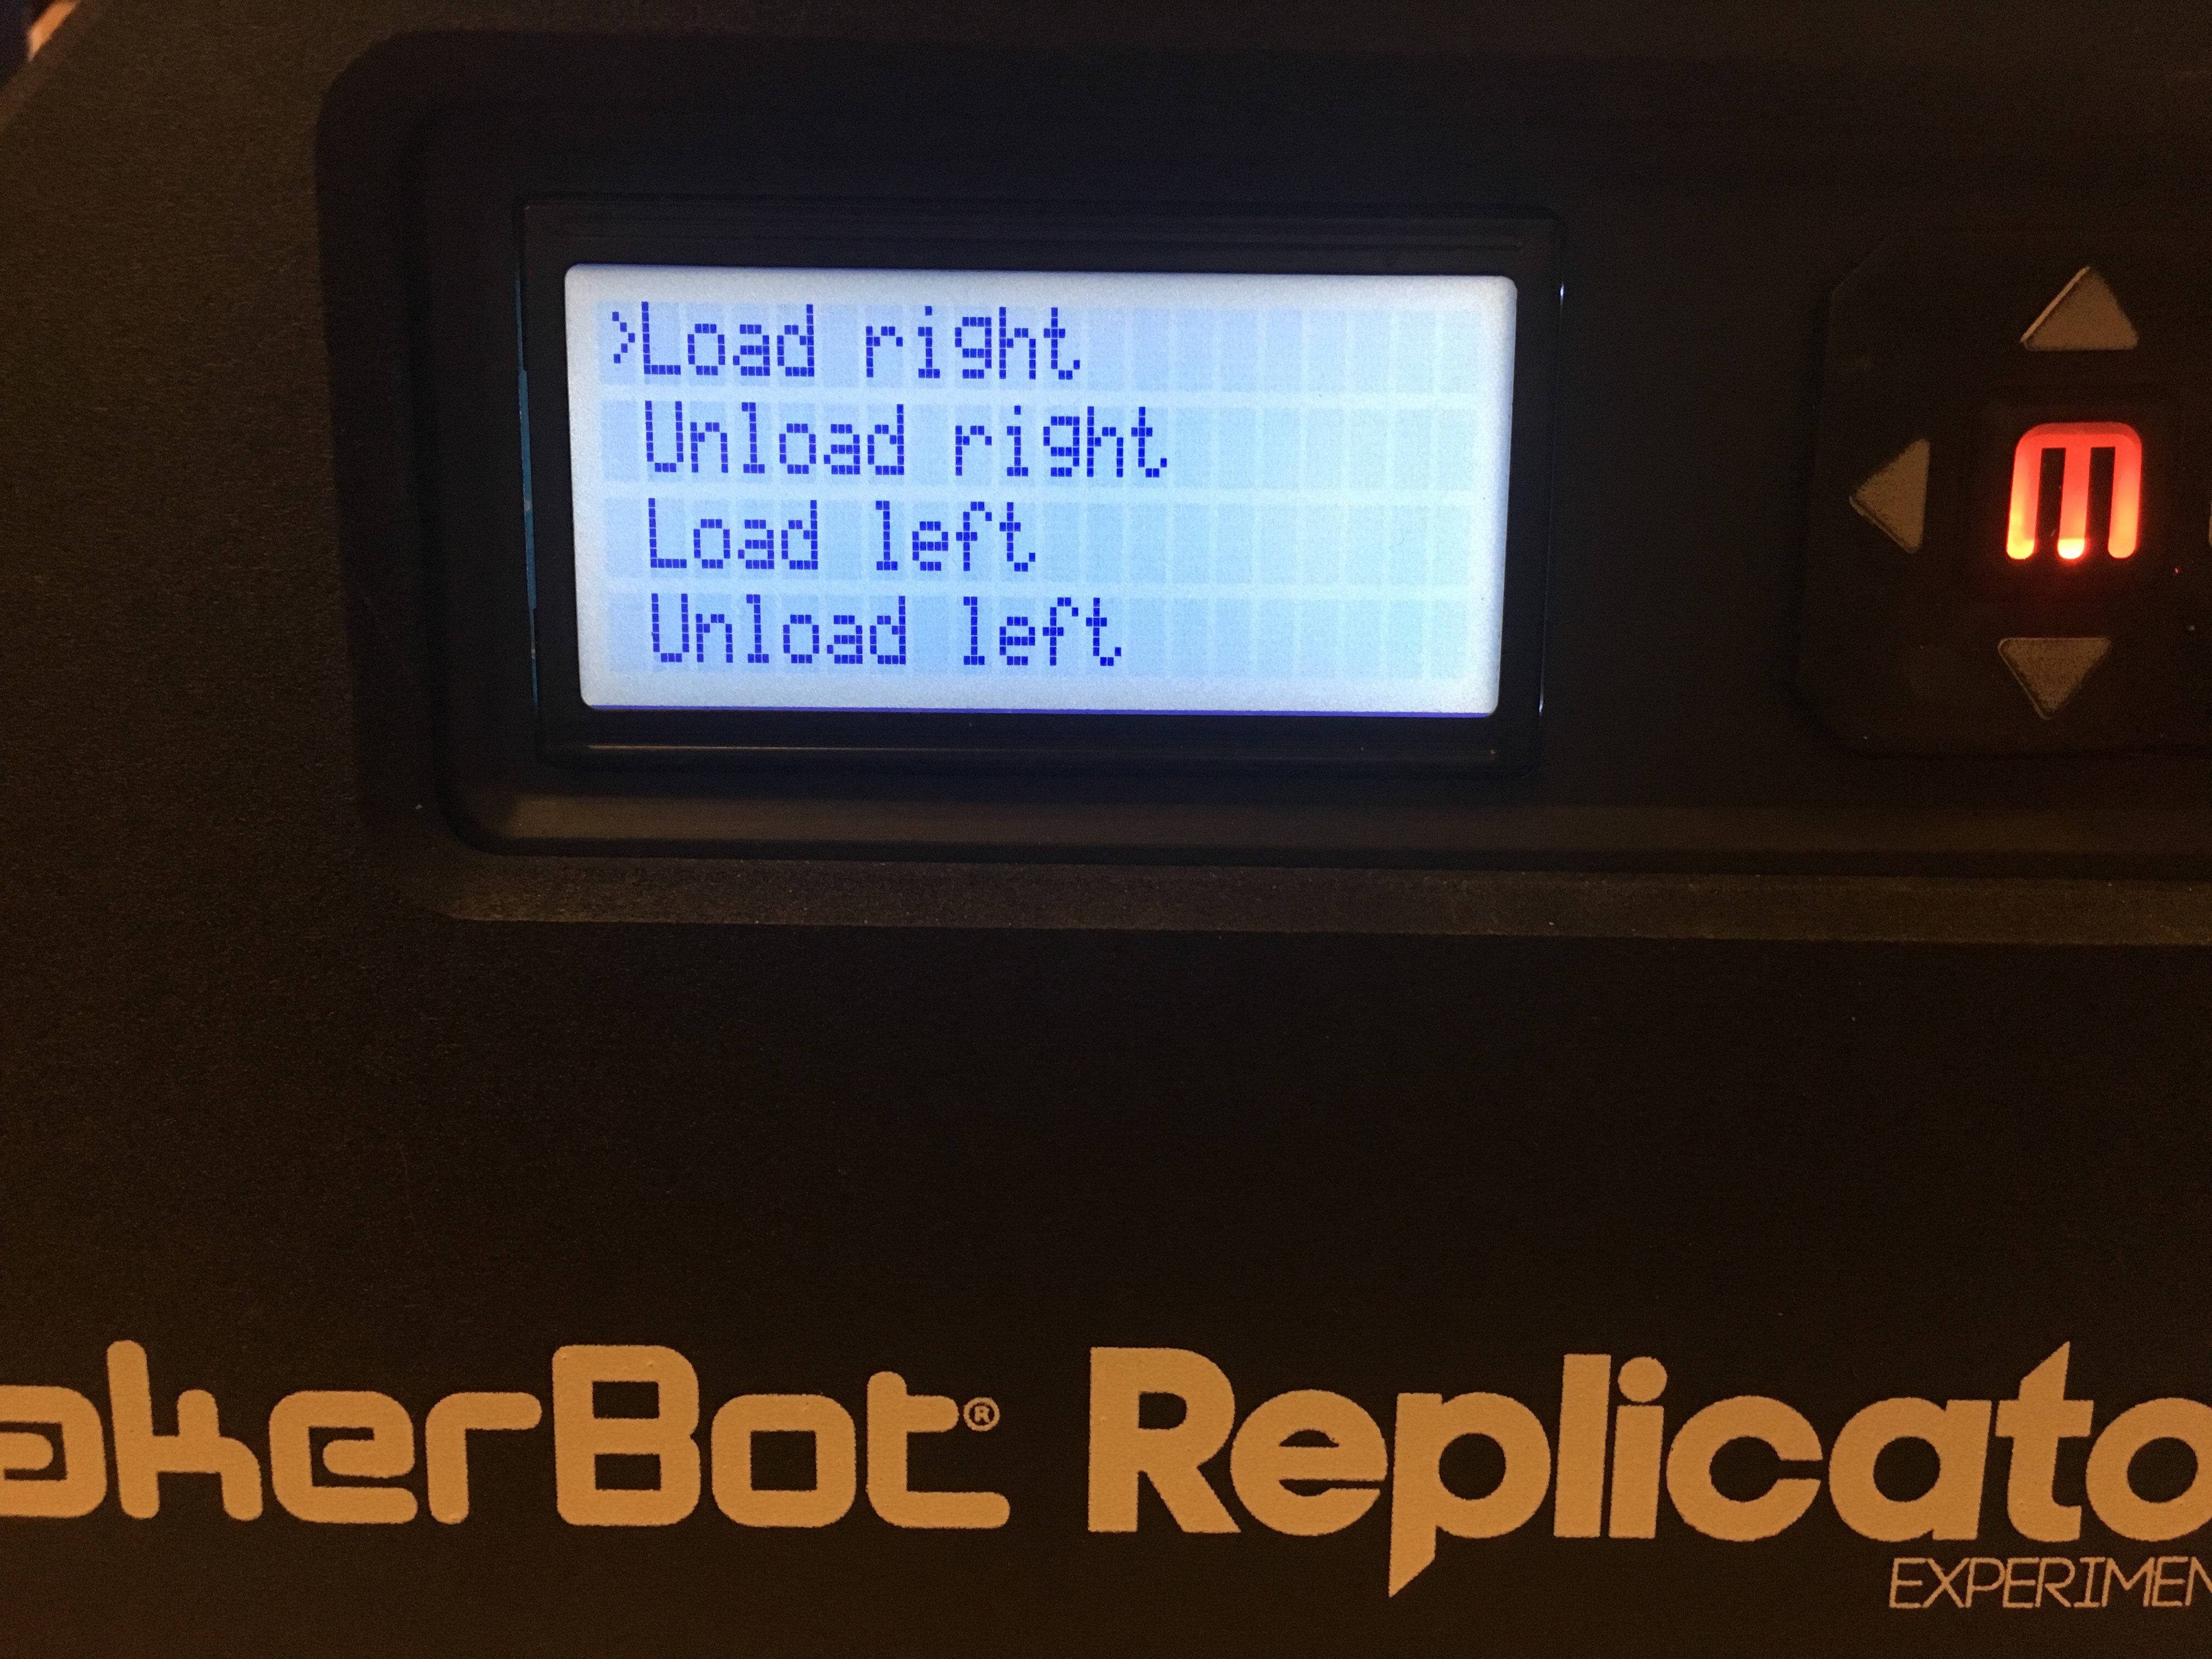 >Load right
Unload right
Load left
Unload left
M
akerBot® Replicato
EXPERIMEN